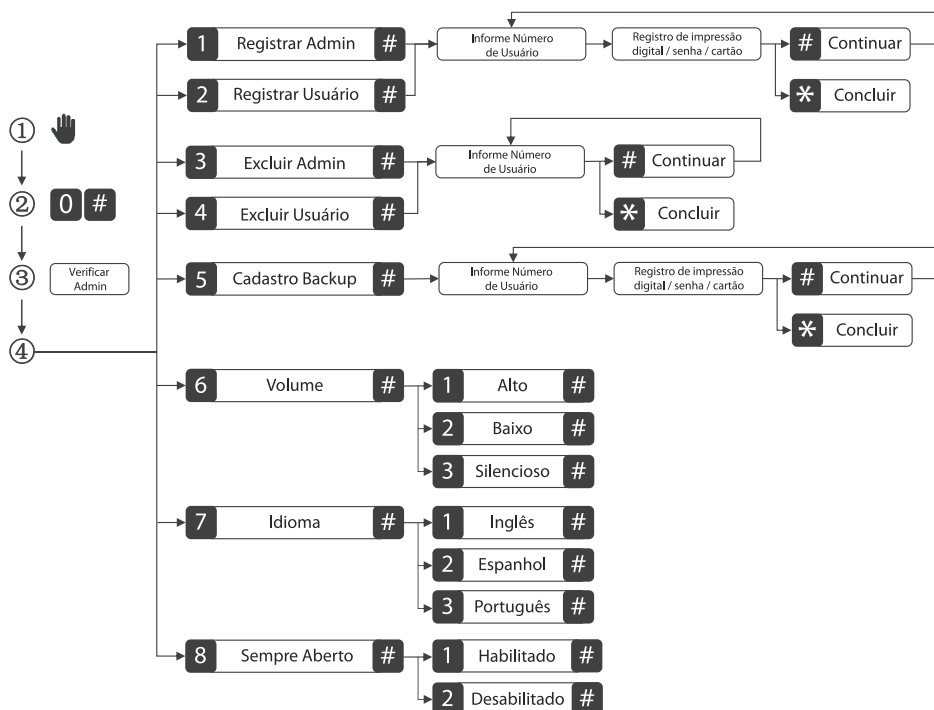 1 Registrar Admin #
Informe Número
de Usuário
Registro de impressão
digital / senha / cartão
# Continuar
2 Registrar Usuário #
* Concluir
1
3 Excluir Admin #
Informe Número
de Usuário
# Continuar
2
0 #
4 Excluir Usuário #
* Concluir
3
Verificar
Admin
5 Cadastro Backup #
Informe Número
de Usuário
Registro de impressão
digital / senha / cartão
# Continuar
* Concluir
4
6 Volume #
1 Alto #
2 Baixo #
3 Silencioso #
7 Idioma #
1 Inglês #
2 Espanhol #
3 Português #
8 Sempre Aberto #
1 Habilitado #
2 Desabilitado #